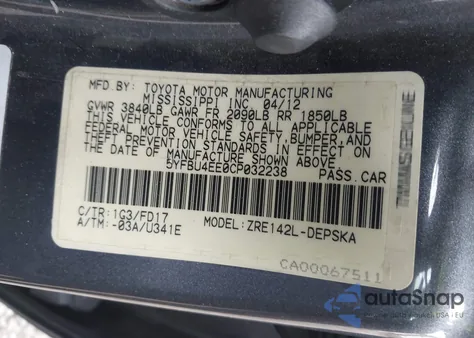 MFD.BY: TOYOTA MOTOR MANUFACTURING
MISSISSIPPI INC. 04/12
GVWR 3840LB GAWR FR 2090LB RR 1850LB
THIS VEHICLE CONFORMS TO ALL APPLICABLE
FEDERAL MOTOR VEHICLE SAFETY, BUMPER, AND
THEFT PREVENTION STANDARDS IN EFFECT ON
DATE OF MANUFACTURE SHOWN ABOVE.
5YFBU4EE0CP032238 PASS.CAR
C/TR:1G3/FD17 MODEL:ZRE142L-DEPSKA
A/TM:-03A/U341E
CA00067511
autoSnap